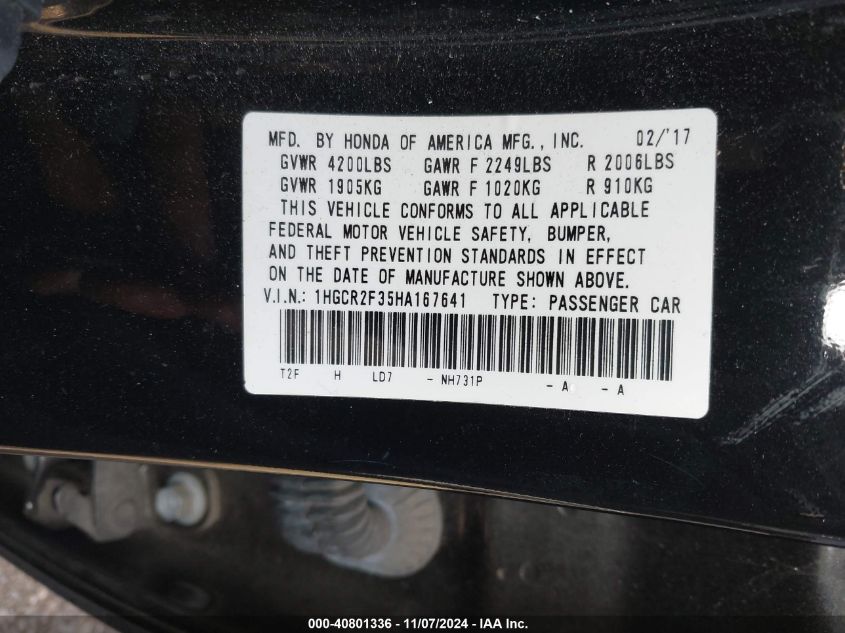 MFD. BY HONDA OF AMERICA MFG., INC. 02/'17
GVWR 4200LBS GAWR F 2249LBS R 2006LBS
GVWR 1905KG GAWR F 1020KG R 910KG
THIS VEHICLE CONFORMS TO ALL APPLICABLE
FEDERAL MOTOR VEHICLE SAFETY, BUMPER,
AND THEFT PREVENTION STANDARDS IN EFFECT
ON THE DATE OF MANUFACTURE SHOWN ABOVE.
V.I.N.: 1HGCR2F35HA167641 TYPE: PASSENGER CAR
T2F H LD7 - NH731P - A - A
000-40801336 - 11/07/2024 - IAA Inc.